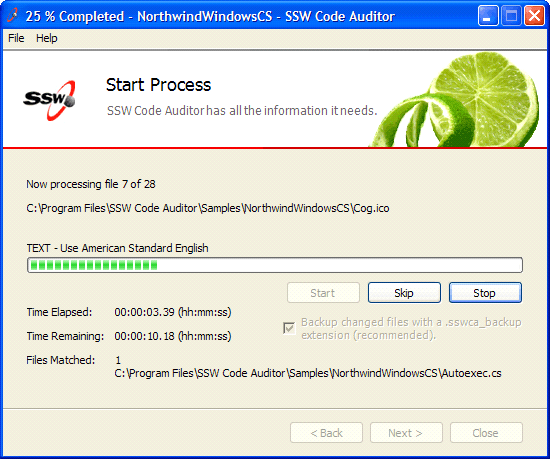 25 % Completed - NorthwindWindowsCS - SSW Code Auditor
File Help
SSW
Start Process
SSW Code Auditor has all the information it needs.
Now processing file 7 of 28
C:\Program Files\SSW Code Auditor\Samples\NorthwindWindowsCS\Cog.ico
TEXT - Use American Standard English
Start Skip Stop
Time Elapsed: 00:00:03.39 (hh:mm:ss)
Backup changed files with a .sswca_backup
extension (recommended).
Time Remaining: 00:00:10.18 (hh:mm:ss)
Files Matched: 1
C:\Program Files\SSW Code Auditor\Samples\NorthwindWindowsCS\Autoexec.cs
< Back Next > Close